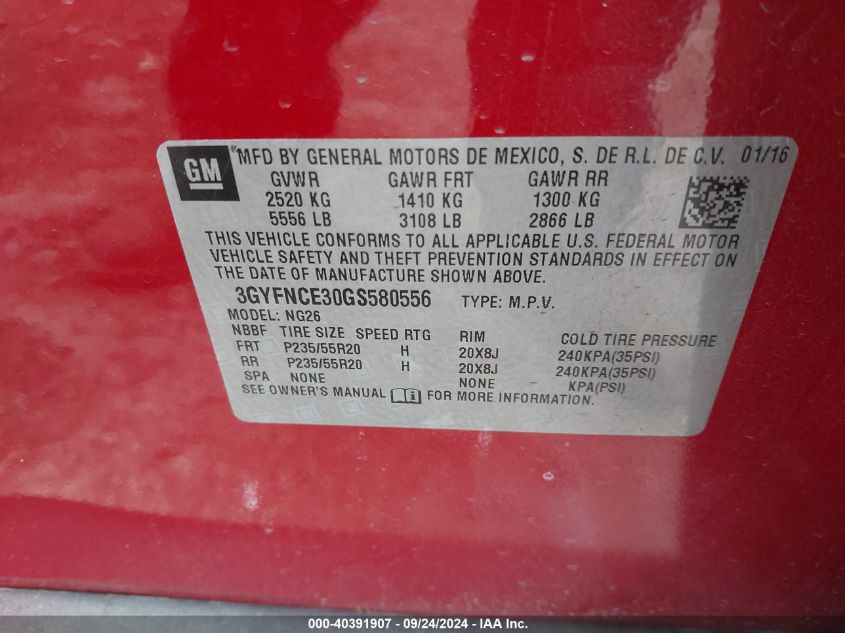 GM
® MFD BY GENERAL MOTORS DE MEXICO, S. DE R.L. DE C.V. 01/16
GVWR GAWR FRT GAWR RR
2520 KG 1410 KG 1300 KG
5556 LB 3108 LB 2866 LB
THIS VEHICLE CONFORMS TO ALL APPLICABLE U.S. FEDERAL MOTOR
VEHICLE SAFETY AND THEFT PREVENTION STANDARDS IN EFFECT ON
THE DATE OF MANUFACTURE SHOWN ABOVE.
3GYFNCE30GS580556 TYPE: M.P.V.
MODEL: NG26
NBBF TIRE SIZE SPEED RTG RIM COLD TIRE PRESSURE
FRT P235/55R20 H 20X8J 240KPA(35PSI)
RR P235/55R20 H 20X8J 240KPA(35PSI)
SPA NONE NONE KPA(PSI)
SEE OWNER'S MANUAL FOR MORE INFORMATION.
000-40391907 - 09/24/2024 - IAA Inc.